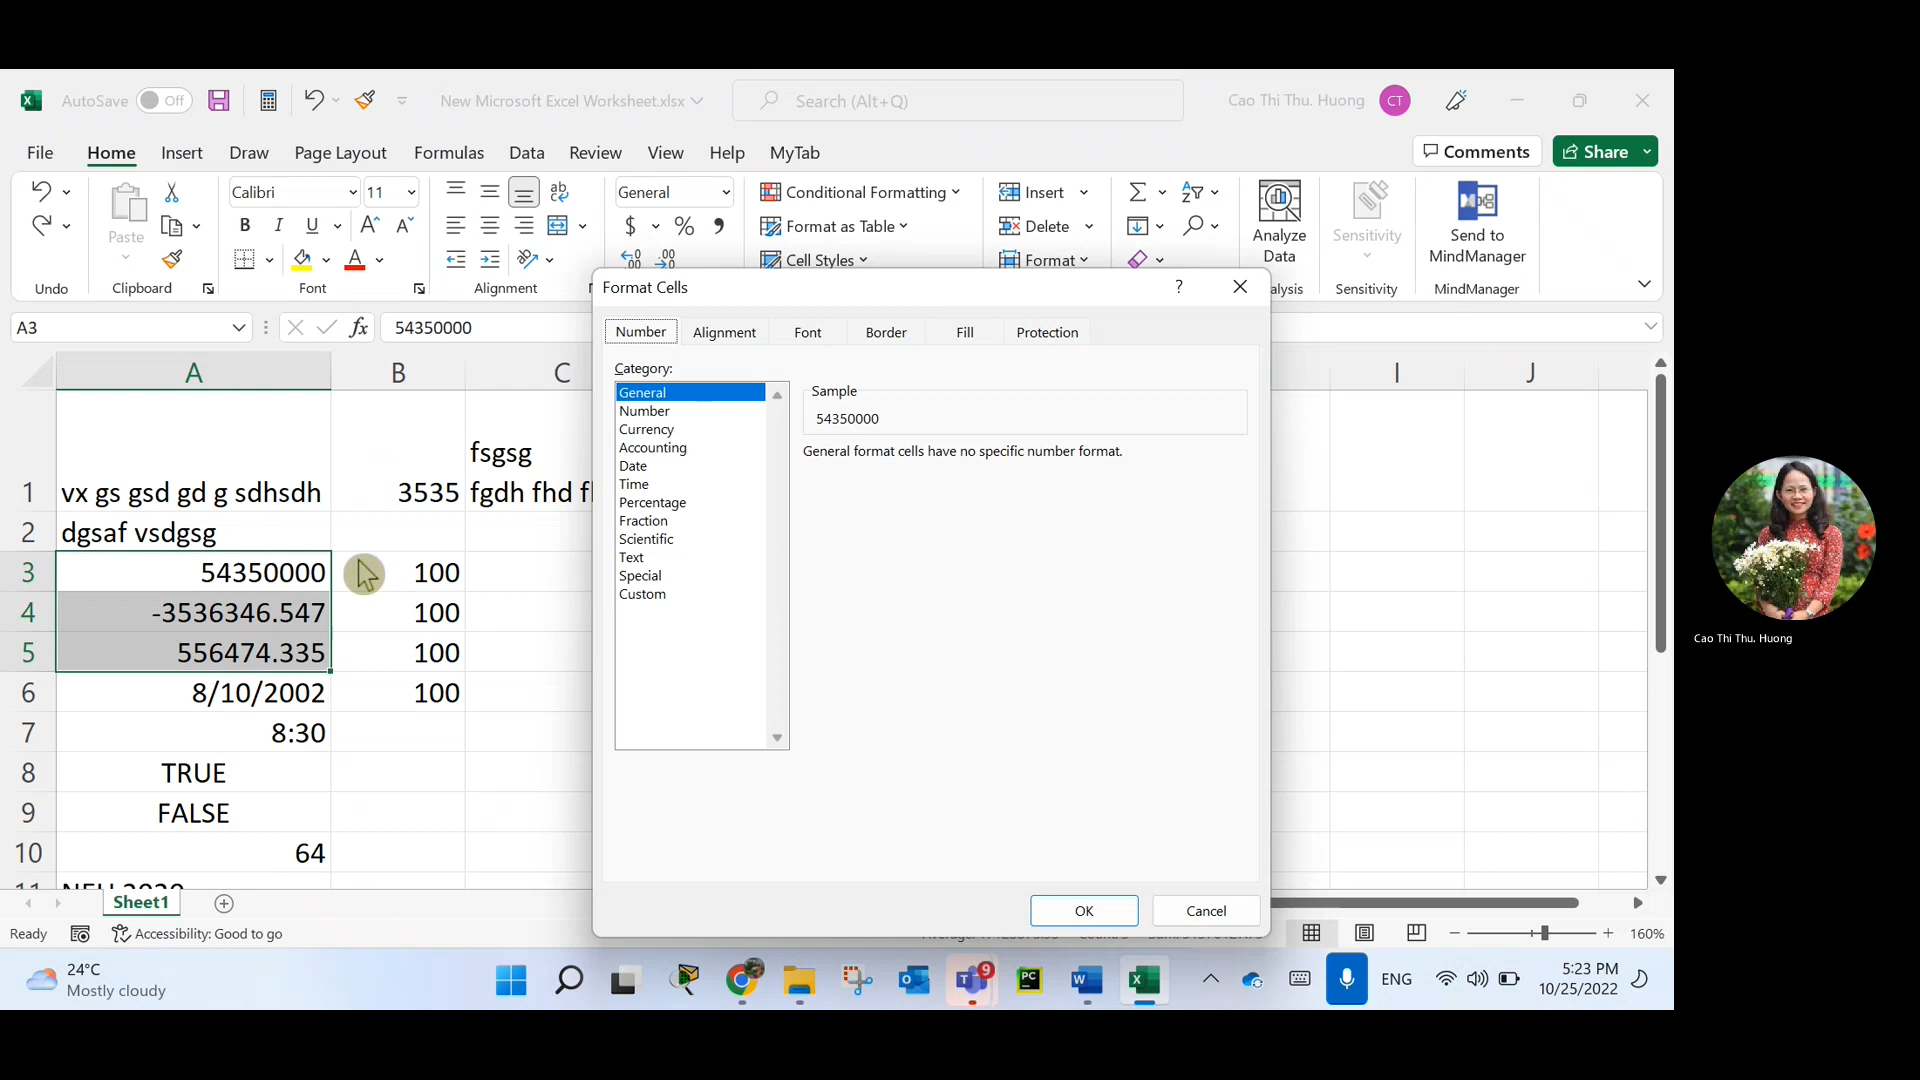 AutoSave Off New Microsoft Excel Worksheet.xlsx Search (Alt+Q) Cao Thi Thu. Huong CT
File Home Insert Draw Page Layout Formulas Data Review View Help MyTab Comments Share
Calibri 11 General Conditional Formatting Insert
Paste B I U A A $ % , Format as Table Delete Analyze Data Sensitivity Send to MindManager
A Cell Styles Format
Undo Clipboard Font Alignment alysis Sensitivity MindManager
Format Cells ?
A3 fx 54350000
Number Alignment Font Border Fill Protection
A B C I J
Category:
General
Number
Currency
Accounting
Date
Time
Percentage
Fraction
Scientific
Text
Special
Custom
Sample
54350000
General format cells have no specific number format.
OK Cancel
fsgsg
1 vx gs gsd gd g sdhsdh 3535 fgdh fhd
2 dgsaf vsdgsg
3 54350000 100
4 -3536346.547 100
5 556474.335 100
6 8/10/2002 100
7 8:30
8 TRUE
9 FALSE
10 64
Sheet1
Ready Accessibility: Good to go 160%
24°C
Mostly cloudy
9 PC ENG
5:23 PM
10/25/2022
Cao Thi Thu. Huong